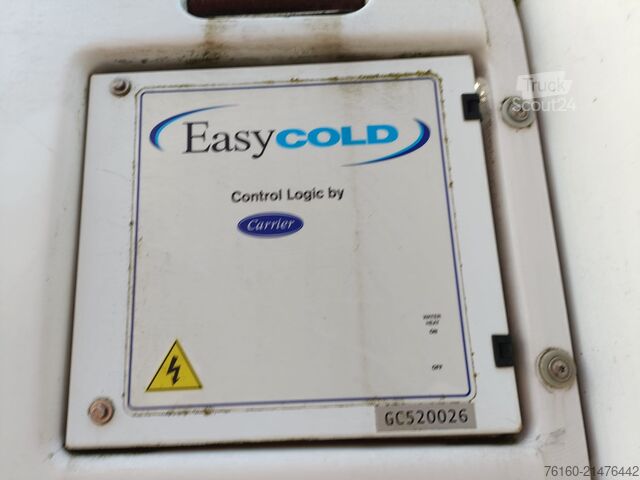 Truck
Scout24
EasyCOLD
Control Logic by
Carrier
WATER
HEAT
ON
OFF
GC520026
76160-21476442